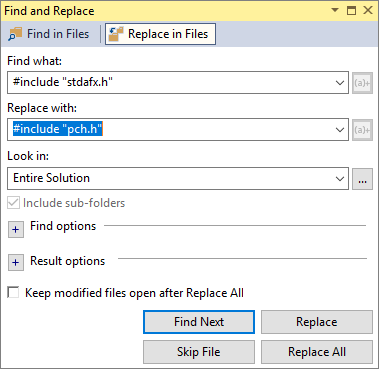 Find and Replace
Find in Files
Replace in Files
Find what:
#include "stdafx.h"
(a)+
Replace with:
#include "pch.h"
(a)+
Look in:
Entire Solution
...
Include sub-folders
+ Find options
+ Result options
Keep modified files open after Replace All
Find Next
Replace
Skip File
Replace All